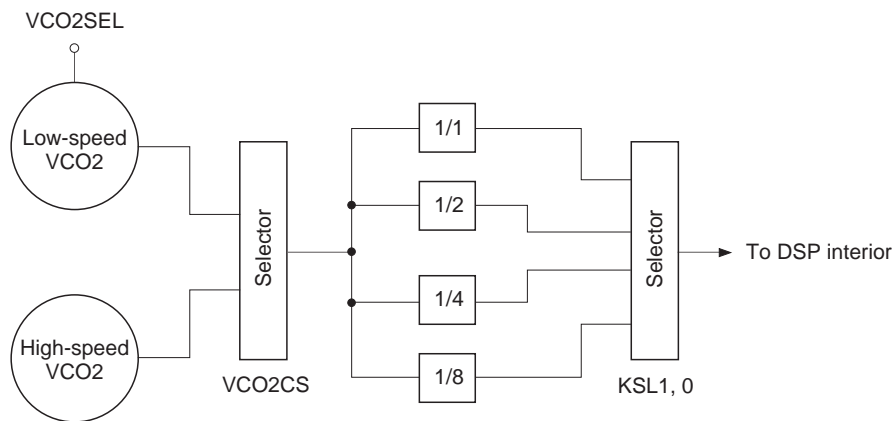 VCO2SEL
Low-speed
VCO2
High-speed
VCO2
Selector
VCO2CS
1/1
1/2
1/4
1/8
Selector
KSL1, 0
To DSP interior